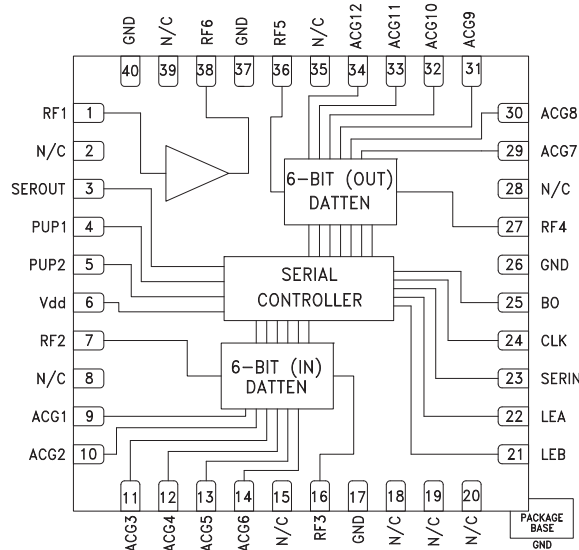 GND
N/C
RF6
GND
RF5
N/C
ACG12
ACG11
ACG10
ACG9
40
39
38
37
36
35
34
33
32
31
RF1 1
N/C 2
SEROUT 3
PUP1 4
PUP2 5
Vdd 6
RF2 7
N/C 8
ACG1 9
ACG2 10
30 ACG8
29 ACG7
28 N/C
27 RF4
26 GND
25 BO
24 CLK
23 SERIN
22 LEA
21 LEB
6-BIT (OUT)
DATTEN
SERIAL
CONTROLLER
6-BIT (IN)
DATTEN
11
12
13
14
15
16
17
18
19
20
ACG3
ACG4
ACG5
ACG6
N/C
RF3
GND
N/C
N/C
N/C
PACKAGE
BASE
GND